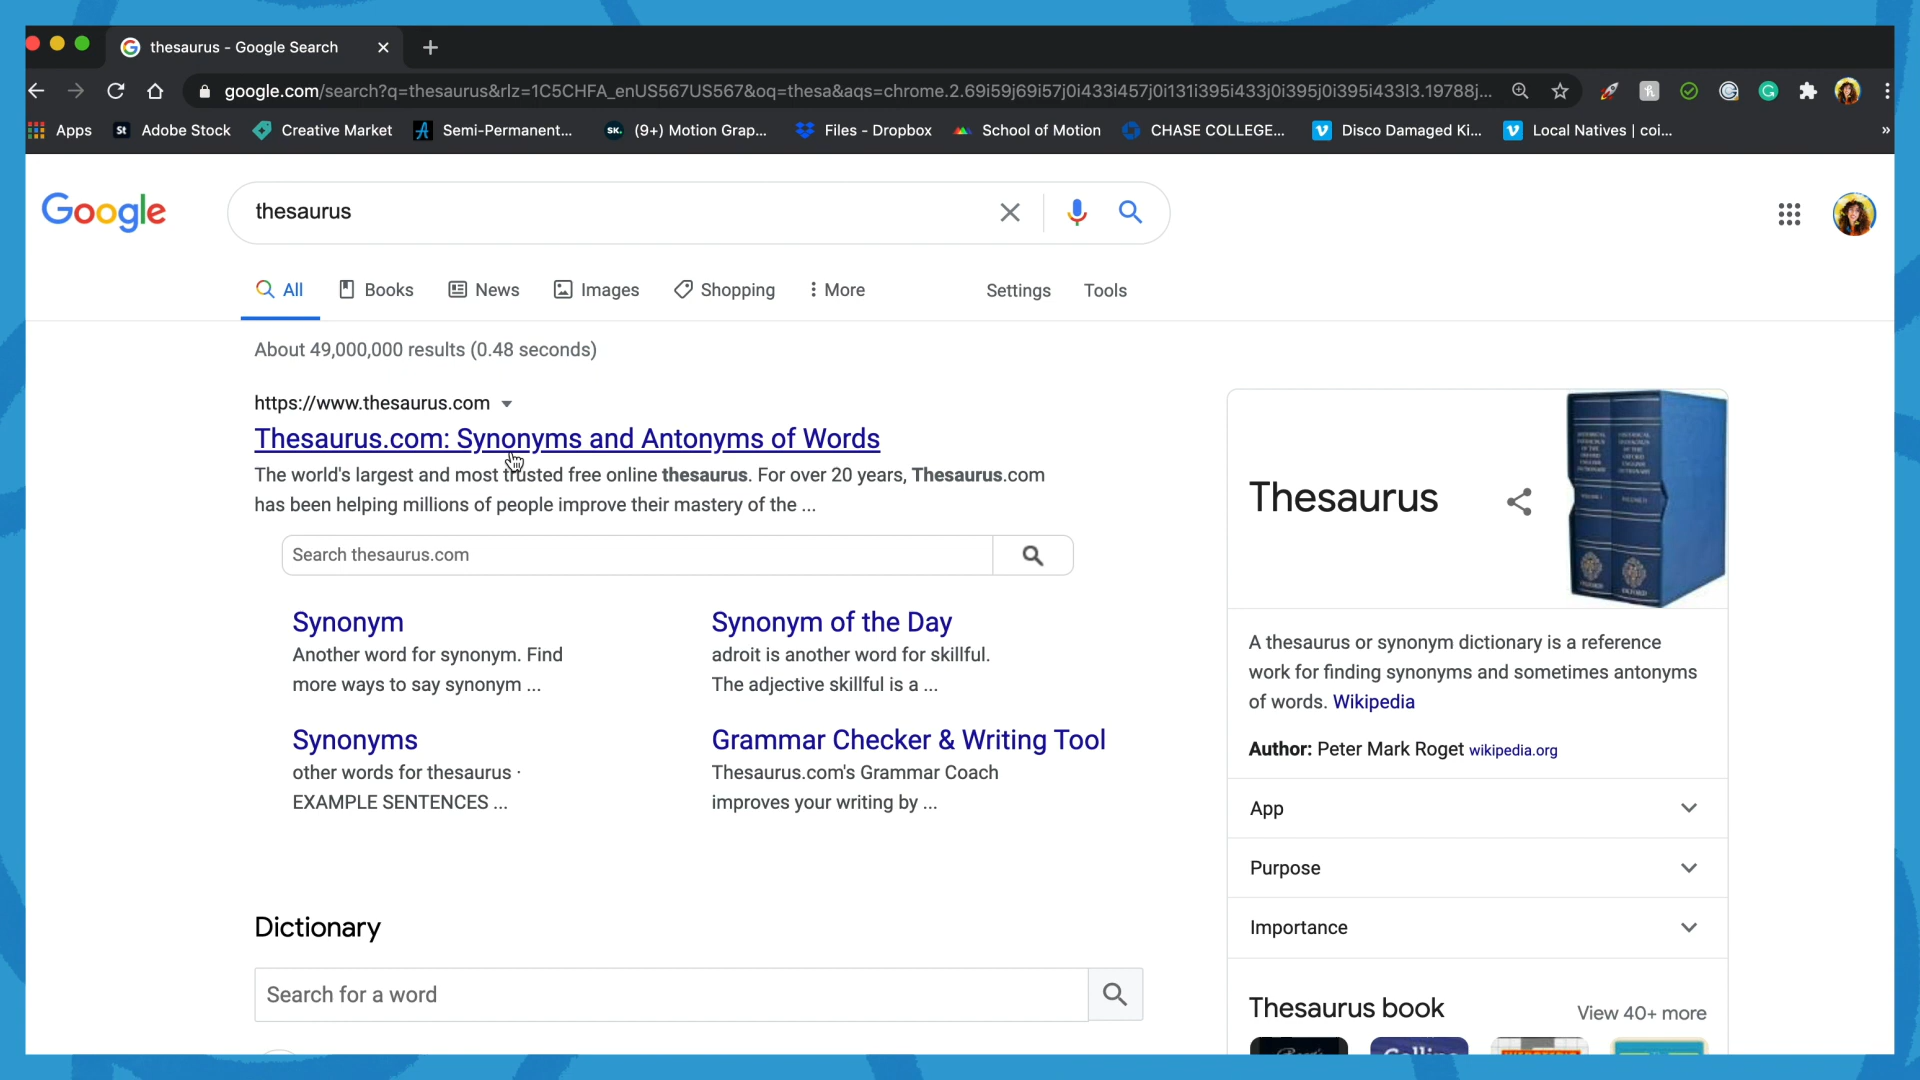 thesaurus - Google Search
google.com/search?q=thesaurus&rlz=1C5CHFA_enUS567US567&oq=thesa&aqs=chrome.2.69i59j69i57j0i433i457j0i131i395i433j0i395j0i395i433l3.19788j...
Apps
St Adobe Stock
Creative Market
Semi-Permanent...
SK. (9+) Motion Grap...
Files - Dropbox
School of Motion
CHASE COLLEGE...
Disco Damaged Ki...
Local Natives | coi...
»
Google
thesaurus
All
Books
News
Images
Shopping
More
Settings
Tools
About 49,000,000 results (0.48 seconds)
https://www.thesaurus.com
Thesaurus.com: Synonyms and Antonyms of Words
The world's largest and most trusted free online thesaurus. For over 20 years, Thesaurus.com
has been helping millions of people improve their mastery of the ...
Search thesaurus.com
Synonym
Another word for synonym. Find
more ways to say synonym ...
Synonym of the Day
adroit is another word for skillful.
The adjective skillful is a ...
Synonyms
other words for thesaurus ·
EXAMPLE SENTENCES ...
Grammar Checker & Writing Tool
Thesaurus.com's Grammar Coach
improves your writing by ...
Dictionary
Search for a word
Thesaurus
A thesaurus or synonym dictionary is a reference
work for finding synonyms and sometimes antonyms
of words. Wikipedia
Author: Peter Mark Roget wikipedia.org
App
Purpose
Importance
Thesaurus book
View 40+ more